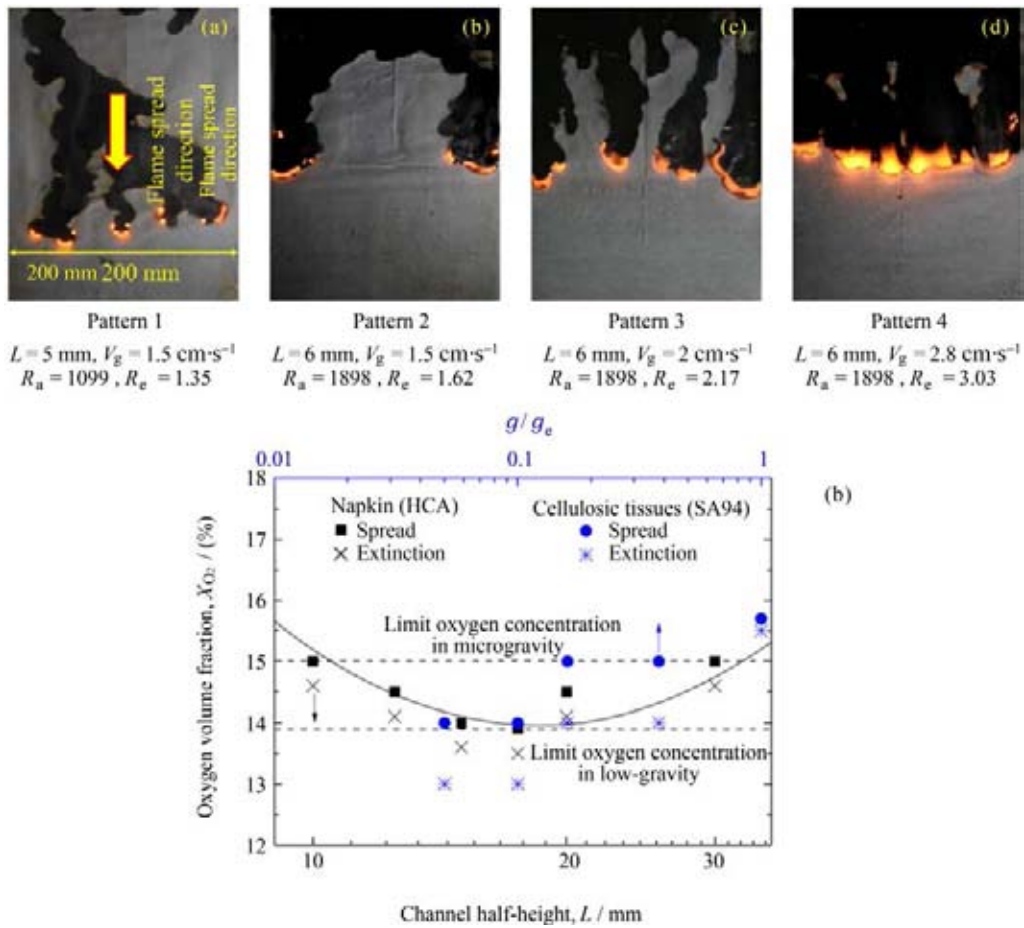 (a)
(b)
(c)
(d)
Flame spread
direction
Flame spread
direction
200 mm 200 mm
Pattern 1
L = 5 mm, Vg = 1.5 cm·s⁻¹
Ra = 1099 , Re = 1.35
Pattern 2
L = 6 mm, Vg = 1.5 cm·s⁻¹
Ra = 1898 , Re = 1.62
Pattern 3
L = 6 mm, Vg = 2 cm·s⁻¹
Ra = 1898 , Re = 2.17
Pattern 4
L = 6 mm, Vg = 2.8 cm·s⁻¹
Ra = 1898 , Re = 3.03
g/ge
0.01 0.1 1
(b)
Oxygen volume fraction, XO₂ / (%)
18
17
16
15
14
13
12
Napkin (HCA)
Spread
Extinction
Cellulosic tissues (SA94)
Spread
Extinction
Limit oxygen concentration
in microgravity
Limit oxygen concentration
in low-gravity
10 20 30
Channel half-height, L / mm